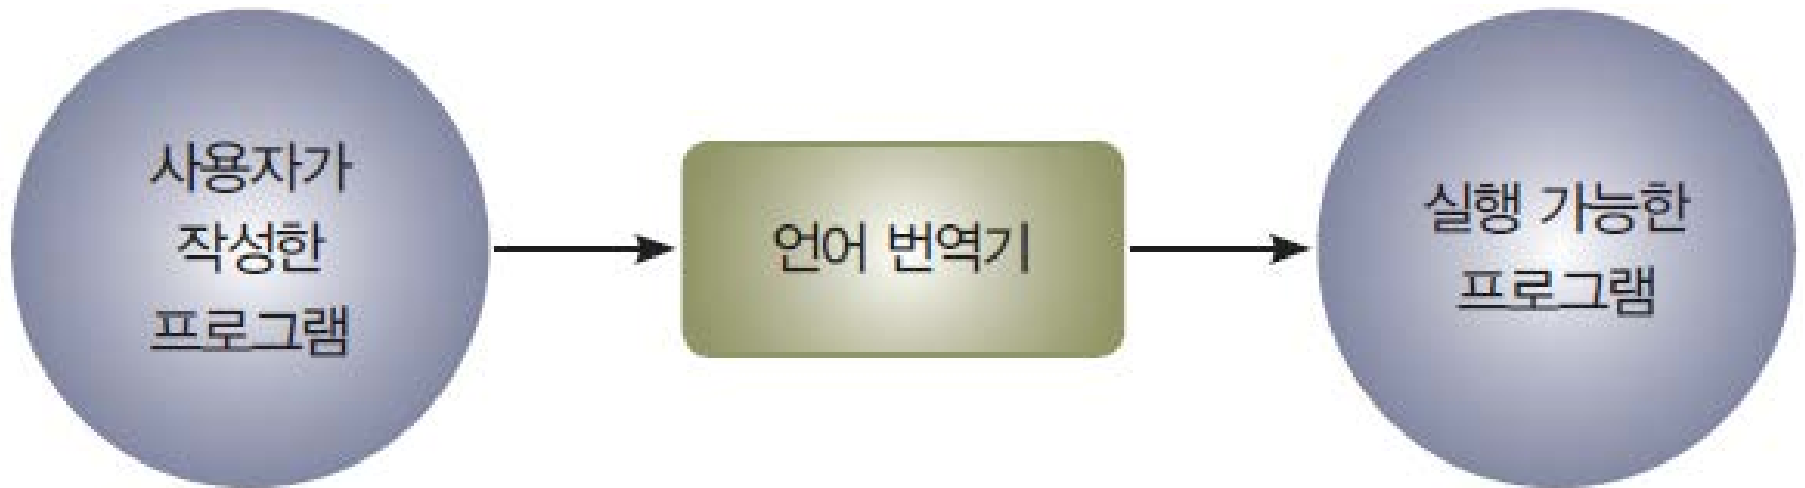 사용자가
작성한
프로그램
언어 번역기
실행 가능한
프로그램